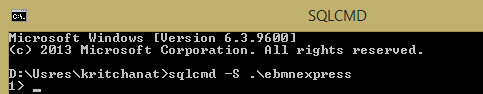 SQLCMD
Microsoft Windows [Version 6.3.9600]
(c) 2013 Microsoft Corporation. All rights reserved.
D:\Usres\kritchanat>sqlcmd -S .\ebmnexpress
1> _